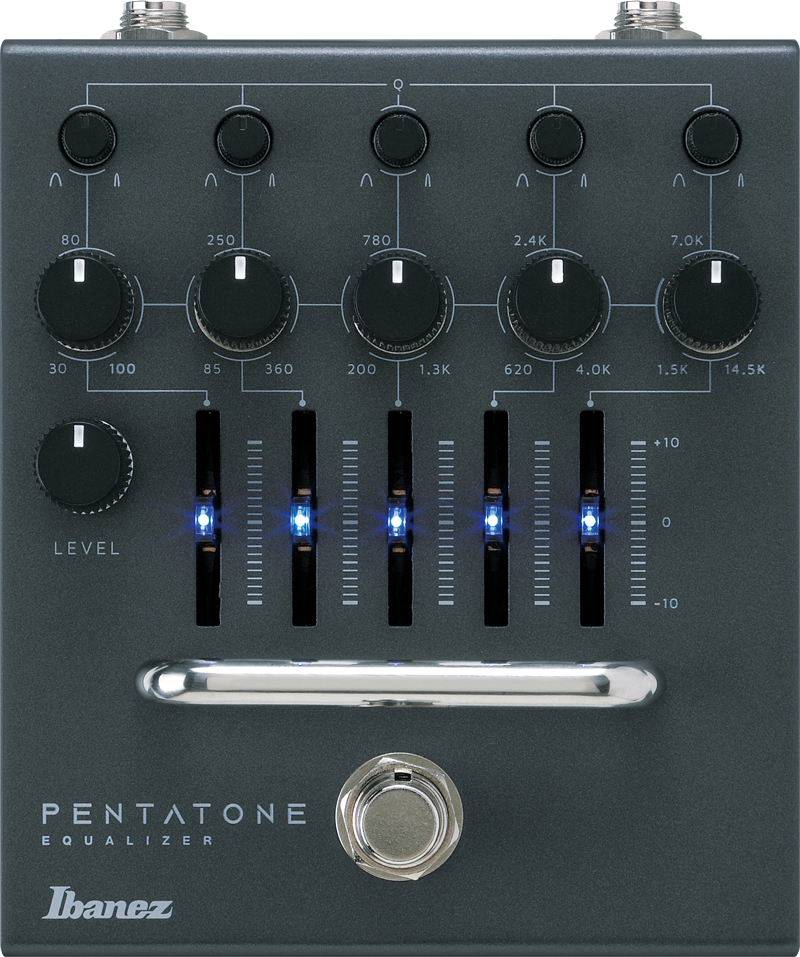 Q
80 250 780 2.4K 7.0K
30 100 85 360 200 1.3K 620 4.0K 1.5K 14.5K
+10
LEVEL
0
-10
PENTATONE
EQUALIZER
Ibanez